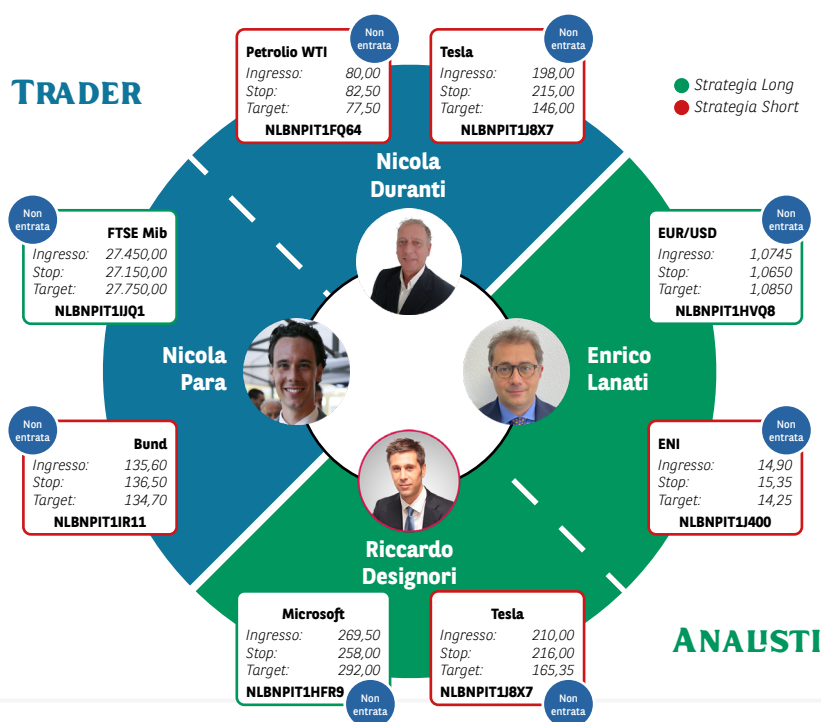 TRADER
Non
entrata
Petrolio WTI
Ingresso: 80,00
Stop: 82,50
Target: 77,50
NLBNPIT1FQ64
Non
entrata
Tesla
Ingresso: 198,00
Stop: 215,00
Target: 146,00
NLBNPIT1J8X7
Strategia Long
Strategia Short
Nicola
Duranti
Non
entrata
FTSE Mib
Ingresso: 27.450,00
Stop: 27.150,00
Target: 27.750,00
NLBNPIT1IJQ1
Non
entrata
EUR/USD
Ingresso: 1,0745
Stop: 1,0650
Target: 1,0850
NLBNPIT1HVQ8
Nicola
Para
Enrico
Lanati
Non
entrata
Bund
Ingresso: 135,60
Stop: 136,50
Target: 134,70
NLBNPIT1IR11
Non
entrata
ENI
Ingresso: 14,90
Stop: 15,35
Target: 14,25
NLBNPIT1J400
Riccardo
Designori
Microsoft
Ingresso: 269,50
Stop: 258,00
Target: 292,00
NLBNPIT1HFR9
Non
entrata
Tesla
Ingresso: 210,00
Stop: 216,00
Target: 165,35
NLBNPIT1J8X7
Non
entrata
ANALISTI